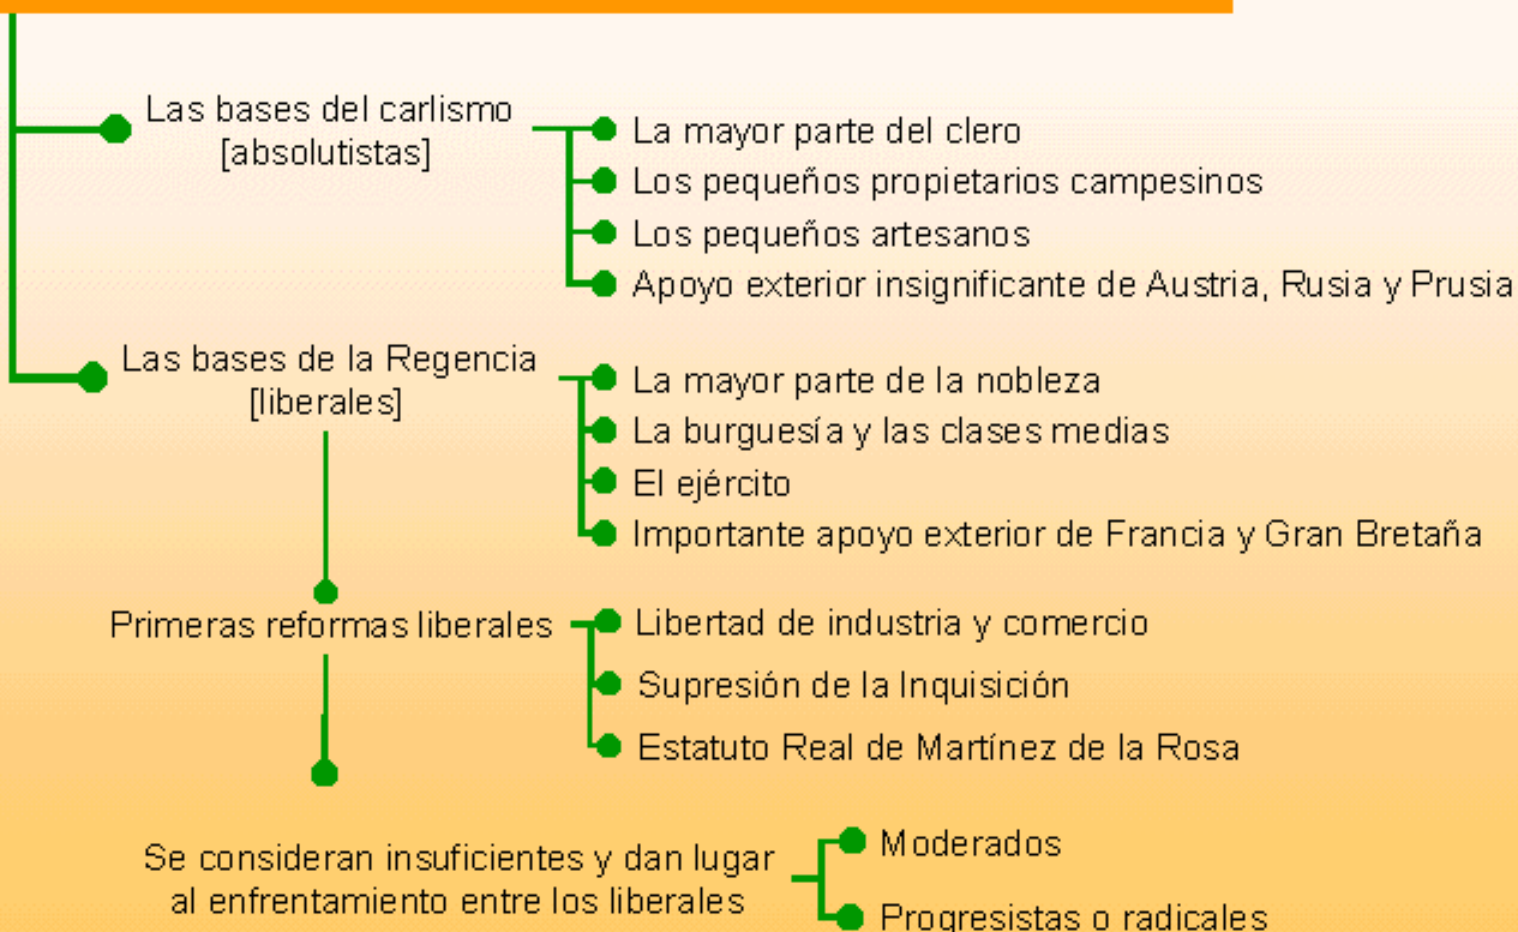 Las bases del carlismo
[absolutistas]
La mayor parte del clero
Los pequeños propietarios campesinos
Los pequeños artesanos
Apoyo exterior insignificante de Austria, Rusia y Prusia
Las bases de la Regencia
[liberales]
La mayor parte de la nobleza
La burguesía y las clases medias
El ejército
Importante apoyo exterior de Francia y Gran Bretaña
Primeras reformas liberales
Libertad de industria y comercio
Supresión de la Inquisición
Estatuto Real de Martínez de la Rosa
Se consideran insuficientes y dan lugar
al enfrentamiento entre los liberales
Moderados
Progresistas o radicales